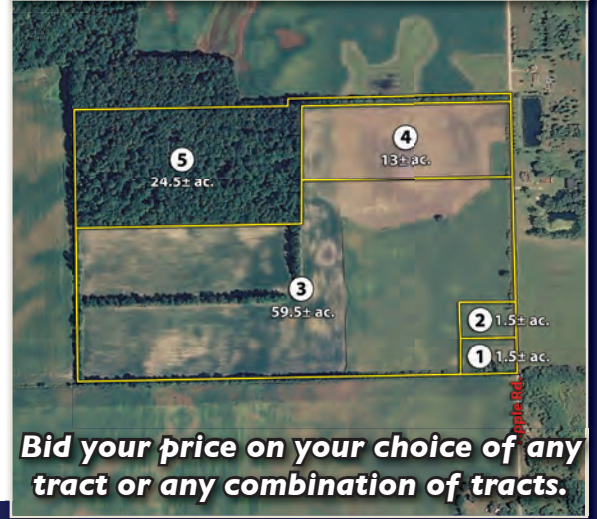 4
13± ac.
5
24.5± ac.
3
59.5± ac.
2 1.5± ac.
1 1.5± ac.
Bid your price on your choice of any
tract or any combination of tracts.